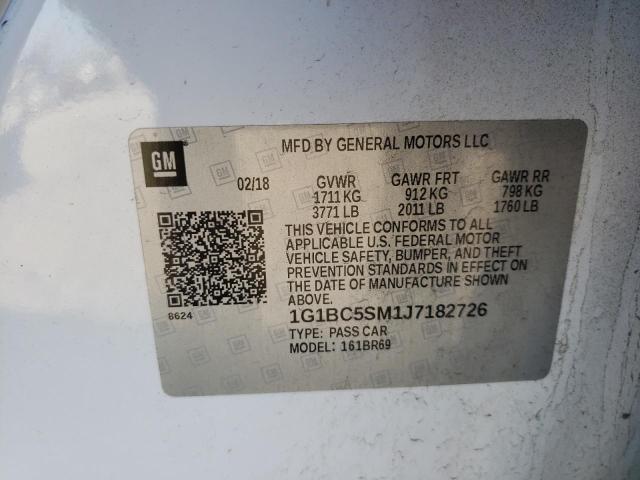 GM
MFD BY GENERAL MOTORS LLC
02/18 GVWR GAWR FRT GAWR RR
1711 KG 912 KG 798 KG
3771 LB 2011 LB 1760 LB
THIS VEHICLE CONFORMS TO ALL
APPLICABLE U.S. FEDERAL MOTOR
VEHICLE SAFETY, BUMPER, AND THEFT
PREVENTION STANDARDS IN EFFECT ON
THE DATE OF MANUFACTURE SHOWN
ABOVE.
8624
1G1BC5SM1J7182726
TYPE: PASS CAR
MODEL: 161BR69